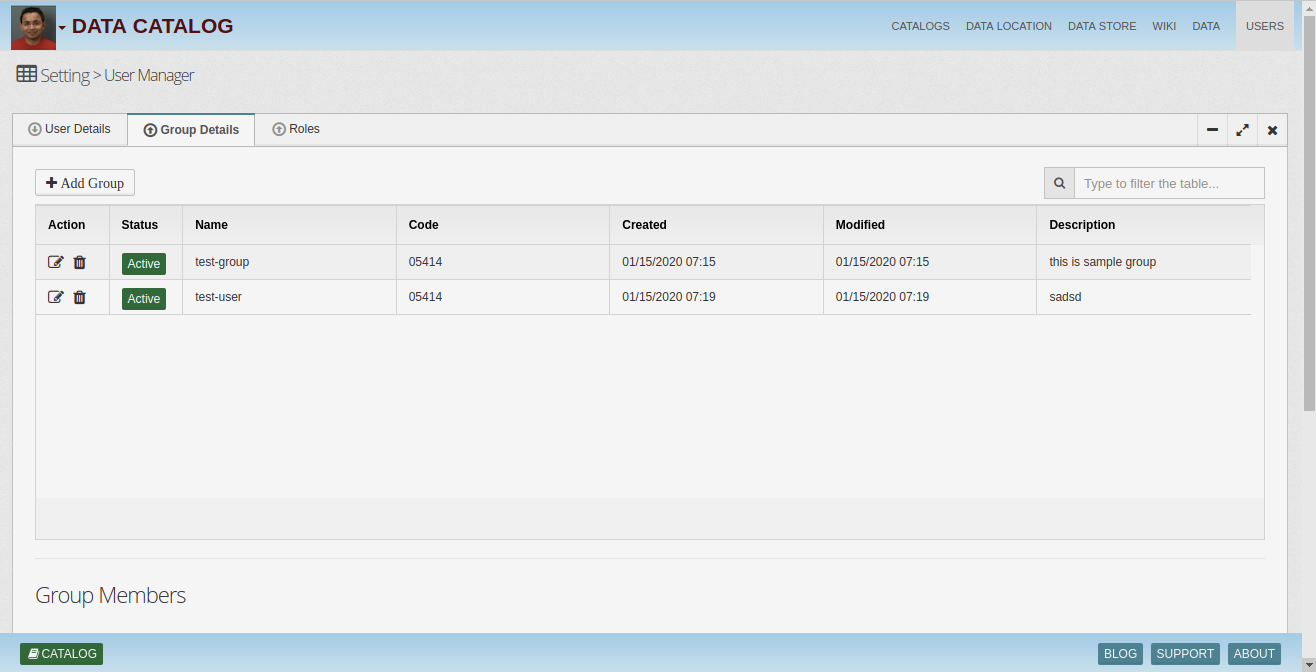 DATA CATALOG CATALOGS DATA LOCATION DATA STORE WIKI DATA USERS
Setting > User Manager
User Details Group Details Roles
Add Group Type to filter the table...
Action Status Name Code Created Modified Description
Active test-group 05414 01/15/2020 07:15 01/15/2020 07:15 this is sample group
Active test-user 05414 01/15/2020 07:19 01/15/2020 07:19 sadsd
Group Members
CATALOG BLOG SUPPORT ABOUT